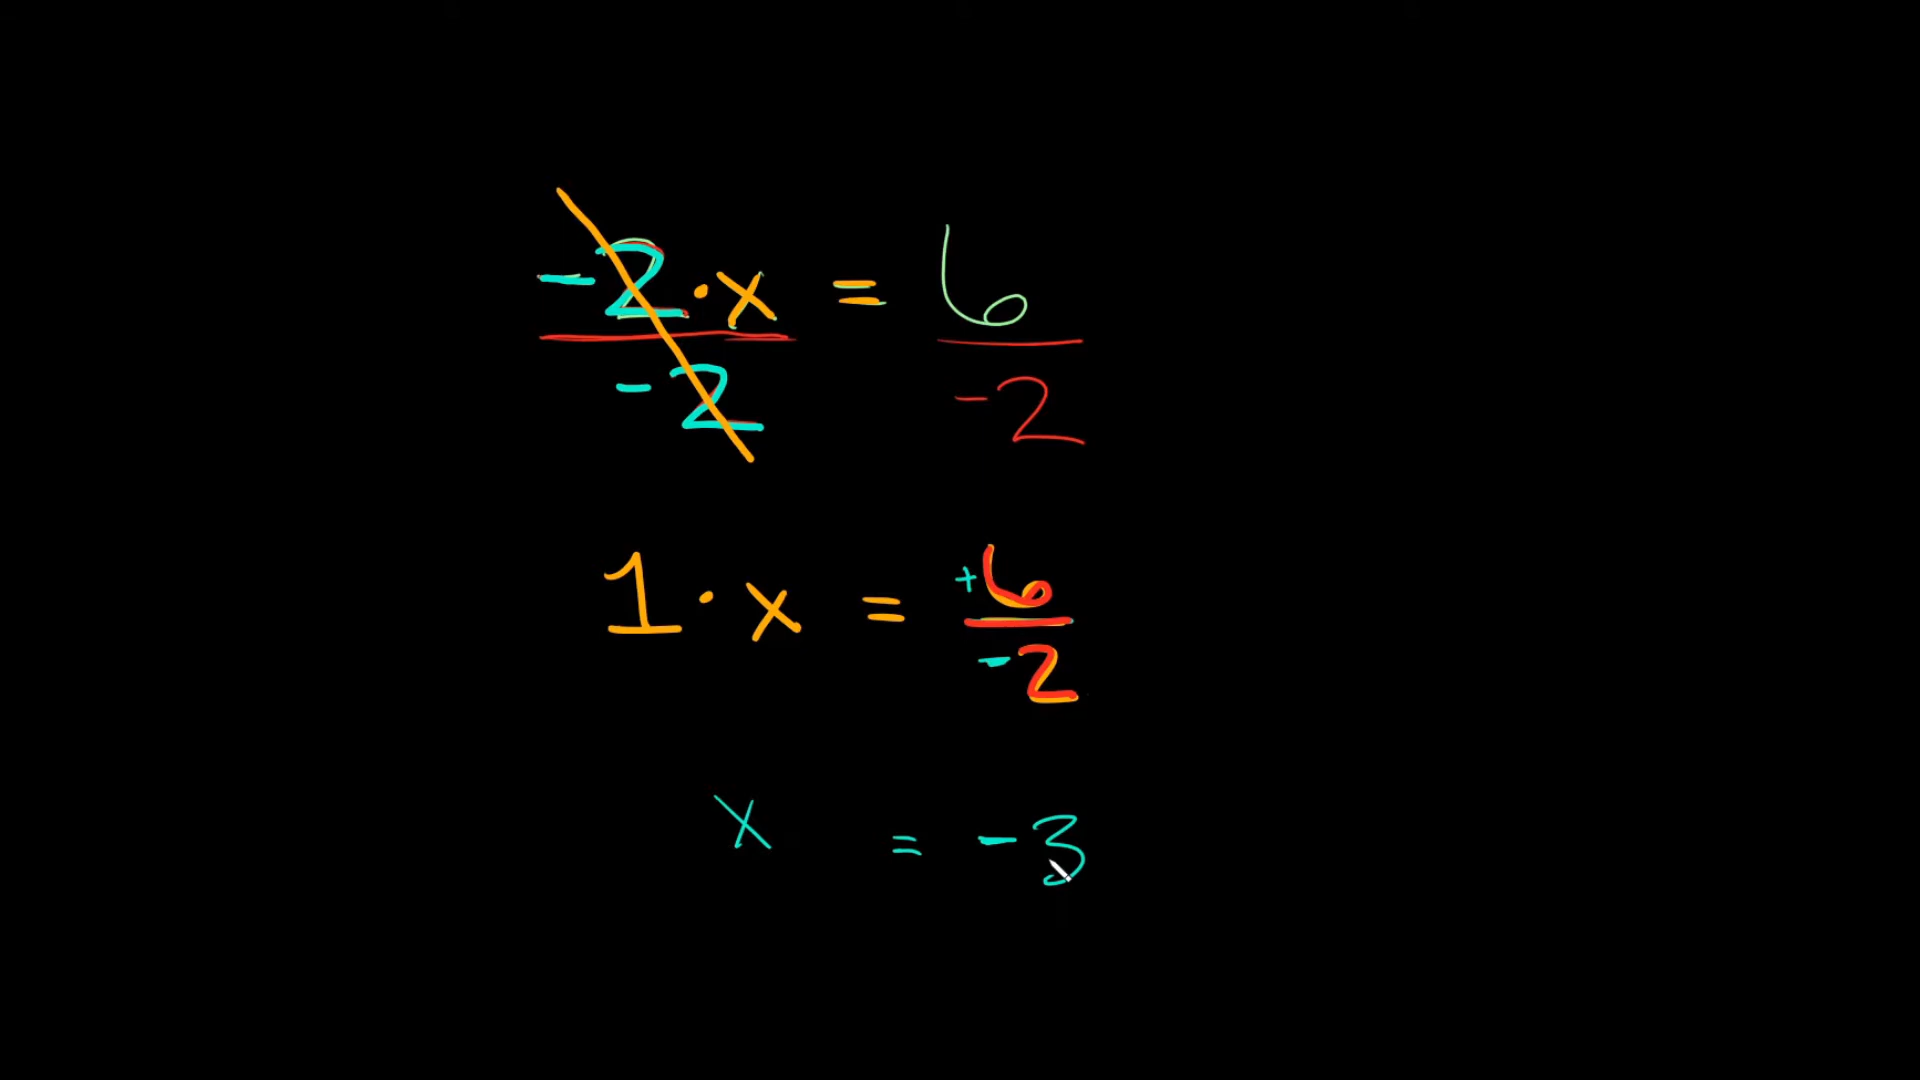 -2 · x = 6
-2 -2
1 · x = +6
-2
x = -3